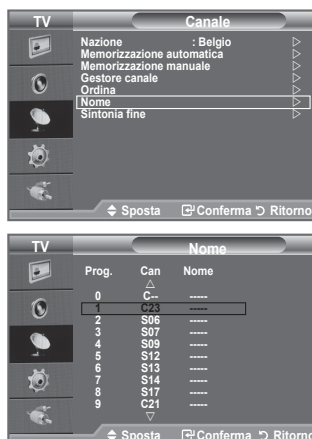 TV Canale
Nazione : Belgio
Memorizzazione automatica
Memorizzazione manuale
Gestore canale
Ordina
Nome
Sintonia fine
Sposta Conferma Ritorno
TV Nome
Prog. Can Nome
0 C-- -----
1 C23 -----
2 S06 -----
3 S07 -----
4 S09 -----
5 S12 -----
6 S13 -----
7 S14 -----
8 S17 -----
9 C21 -----
Sposta Conferma Ritorno